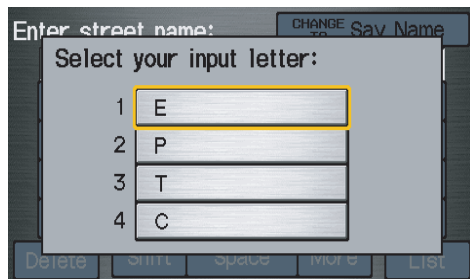 Enter street name:
CHANGE TO Say Name
Select your input letter:
1 E
2 P
3 T
4 C
Delete Shift Space More List